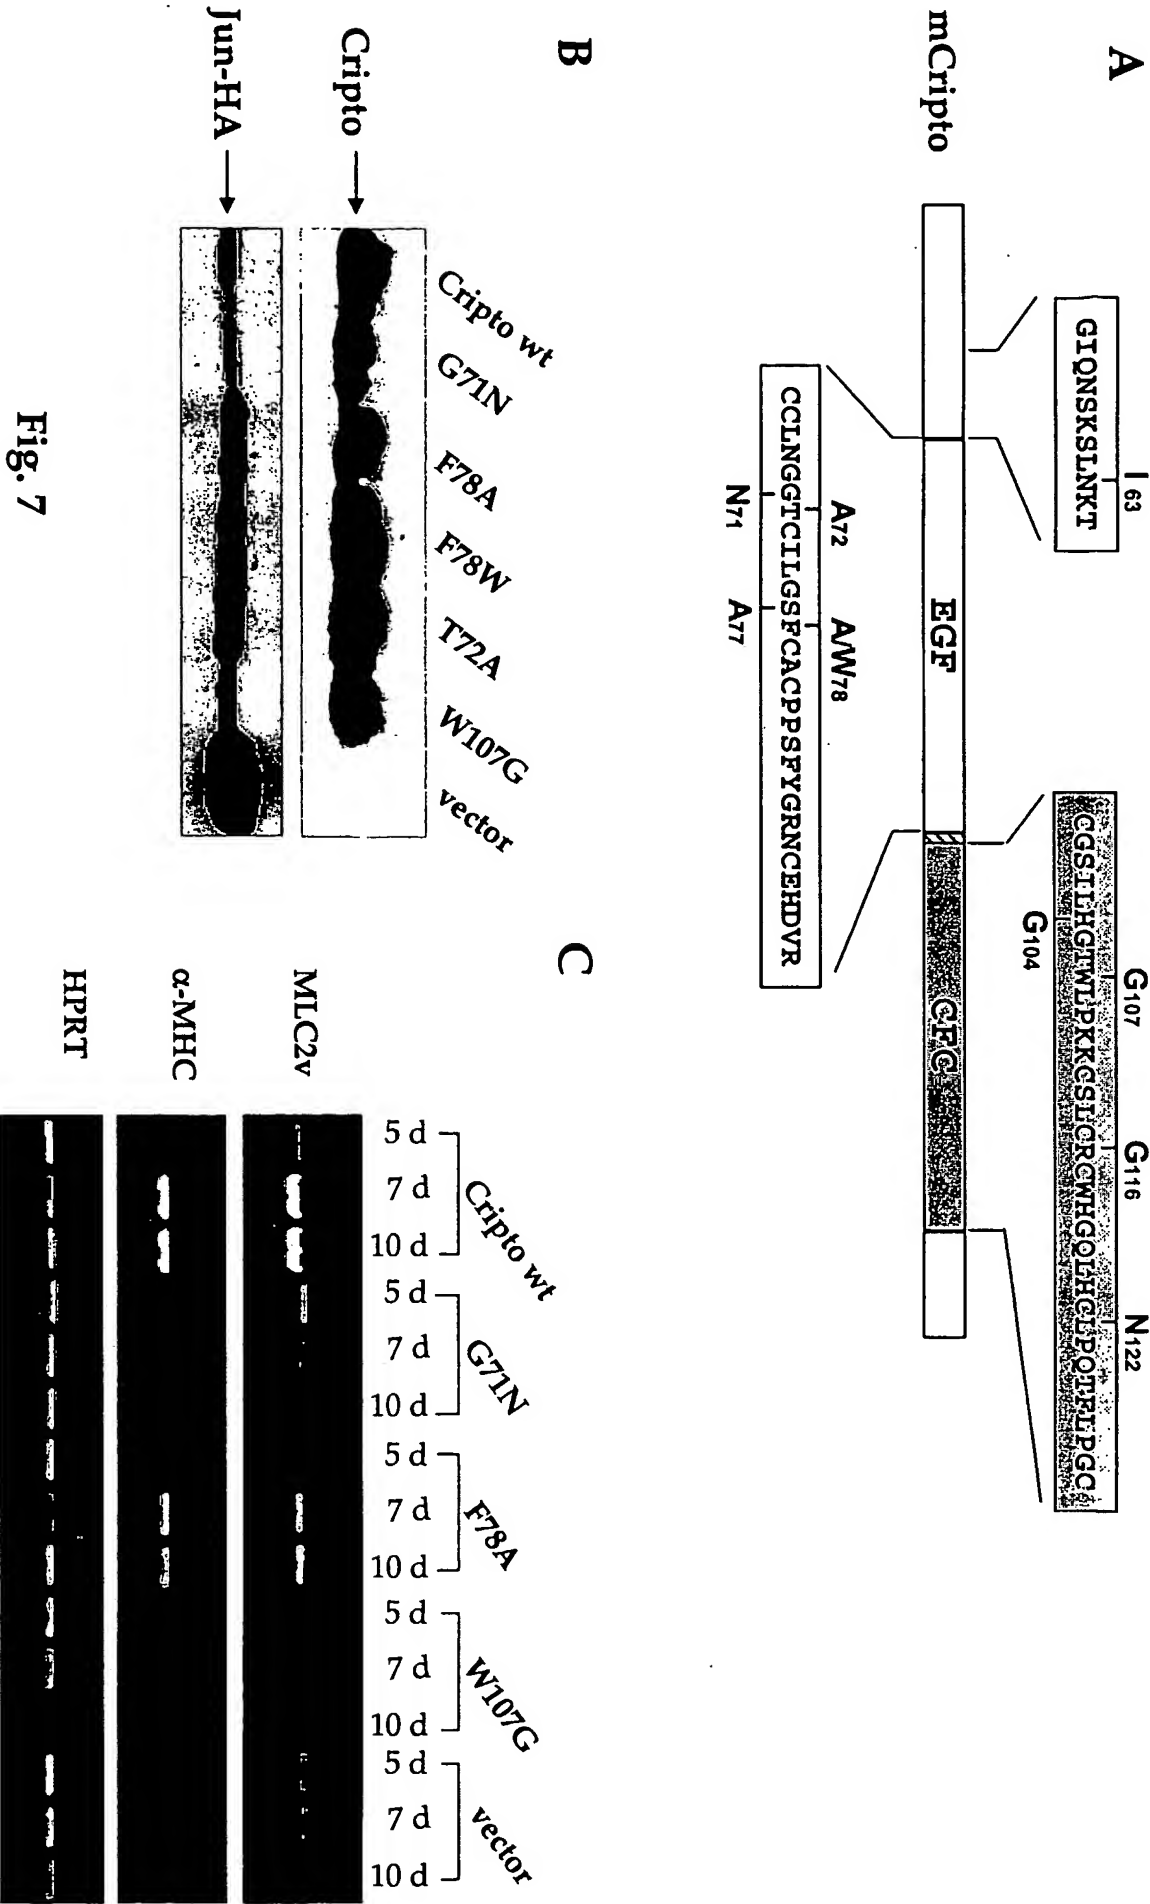 A
I63
GIQNSKSLNKT
G107
G116
N122
CGSILHGTWLPKKCSLCRCWHGQLHCLPQTFLPGC
G104
mCripto
EGF
CFC
A72
A/W78
CCLNGGTCILGSFCACPPSFYGRNCEHDVR
N71
A77
B
Cripto wt
G71N
F78A
F78W
T72A
W107G
vector
Cripto
Jun-HA
C
Cripto wt
G71N
F78A
W107G
vector
5 d 7 d 10 d 5 d 7 d 10 d 5 d 7 d 10 d 5 d 7 d 10 d 5 d 7 d 10 d
MLC2v
α-MHC
HPRT
Fig. 7